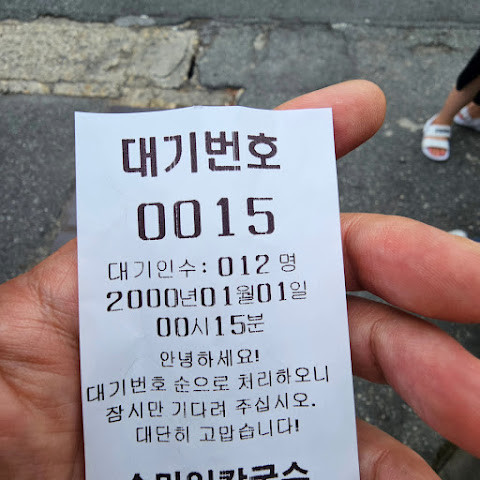 대기번호
0015
대기인수: 012 명
2000년01월01일
00시15분
안녕하세요!
대기번호 순으로 처리하오니
잠시만 기다려 주십시오.
대단히 고맙습니다!